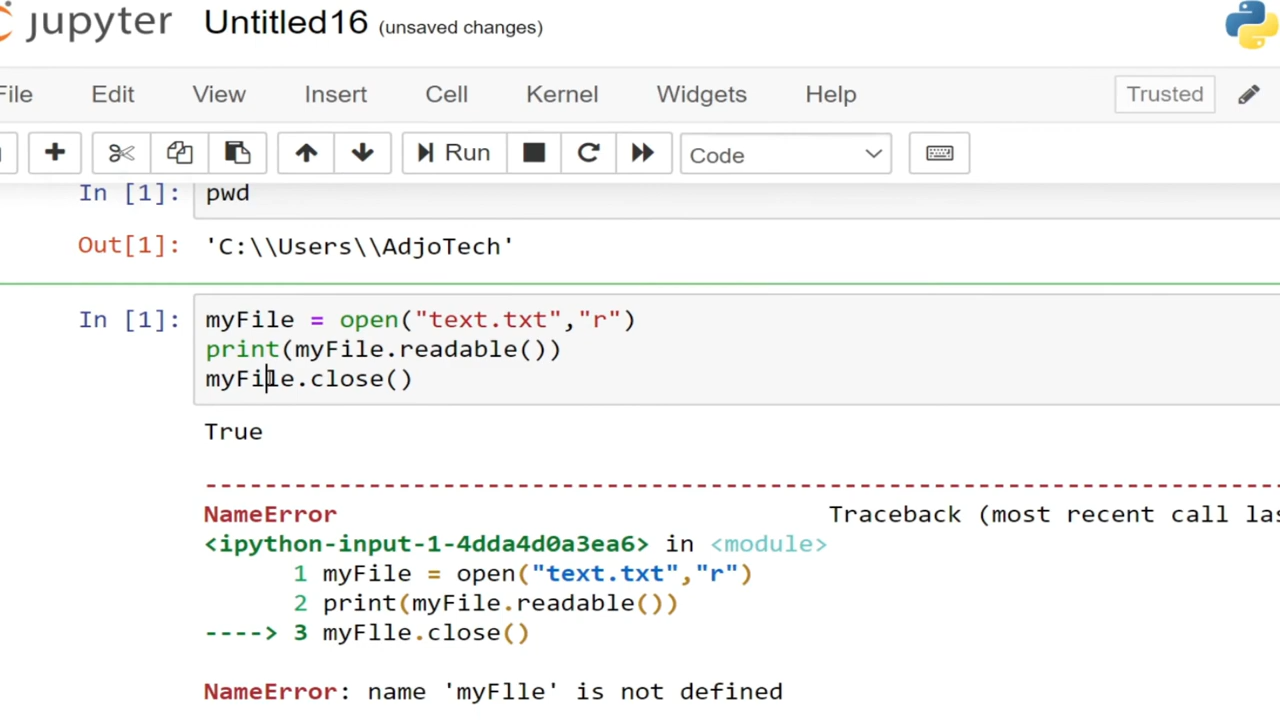 jupyter Untitled16 (unsaved changes)
File Edit View Insert Cell Kernel Widgets Help Trusted
Run Code
In [1]: pwd
Out[1]: 'C:\\Users\\AdjoTech'
In [1]: myFile = open("text.txt","r")
print(myFile.readable())
myFile.close()
True
---------------------------------------------------------------------------
NameError Traceback (most recent call las
<ipython-input-1-4dda4d0a3ea6> in <module>
1 myFile = open("text.txt","r")
2 print(myFile.readable())
----> 3 myFlle.close()
NameError: name 'myFlle' is not defined